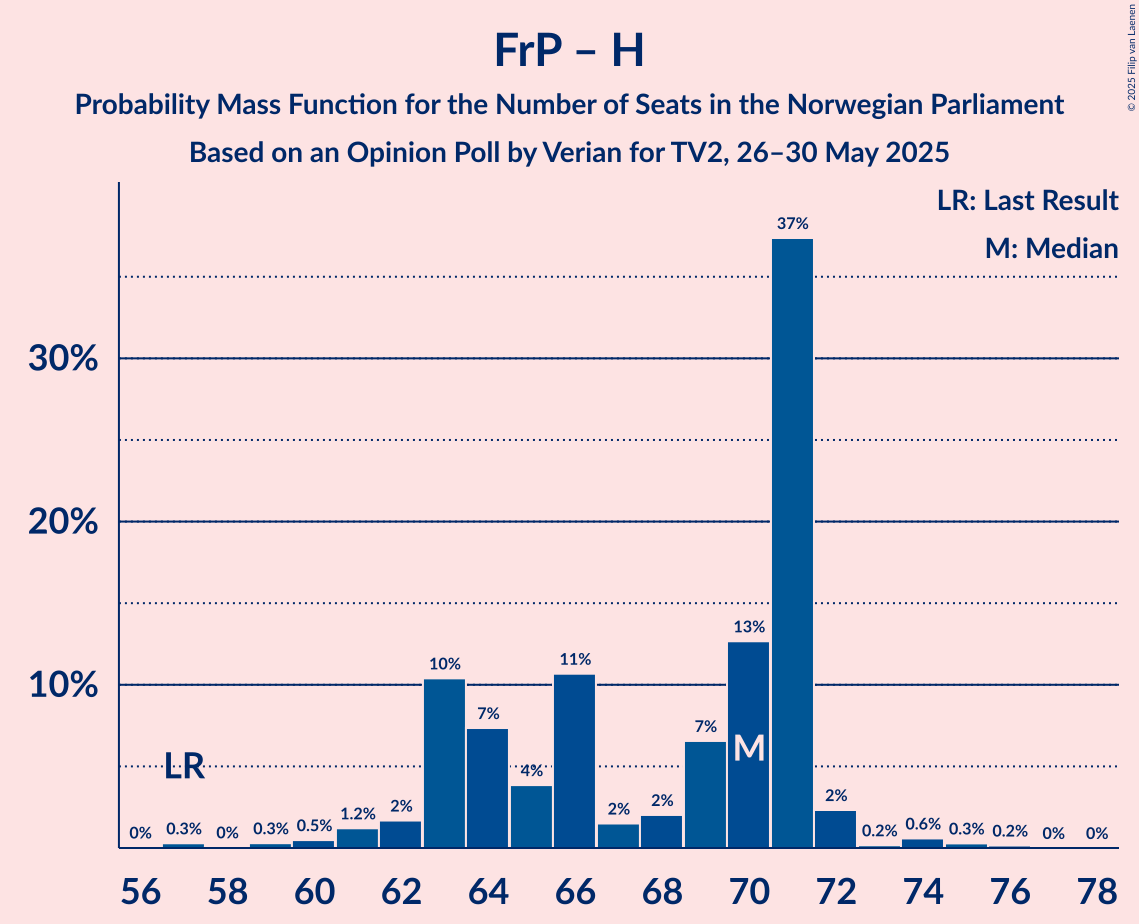 FrP – H
Probability Mass Function for the Number of Seats in the Norwegian Parliament
Based on an Opinion Poll by Verian for TV2, 26–30 May 2025
© 2025 Filip van Laenen
LR: Last Result
M: Median
30%
20%
10%
0% 0.3% 0% 0.3% 0.5% 1.2% 2% 10% 7% 4% 11% 2% 2% 7% 13% 37% 2% 0.2% 0.6% 0.3% 0.2% 0% 0%
LR
M
56 58 60 62 64 66 68 70 72 74 76 78